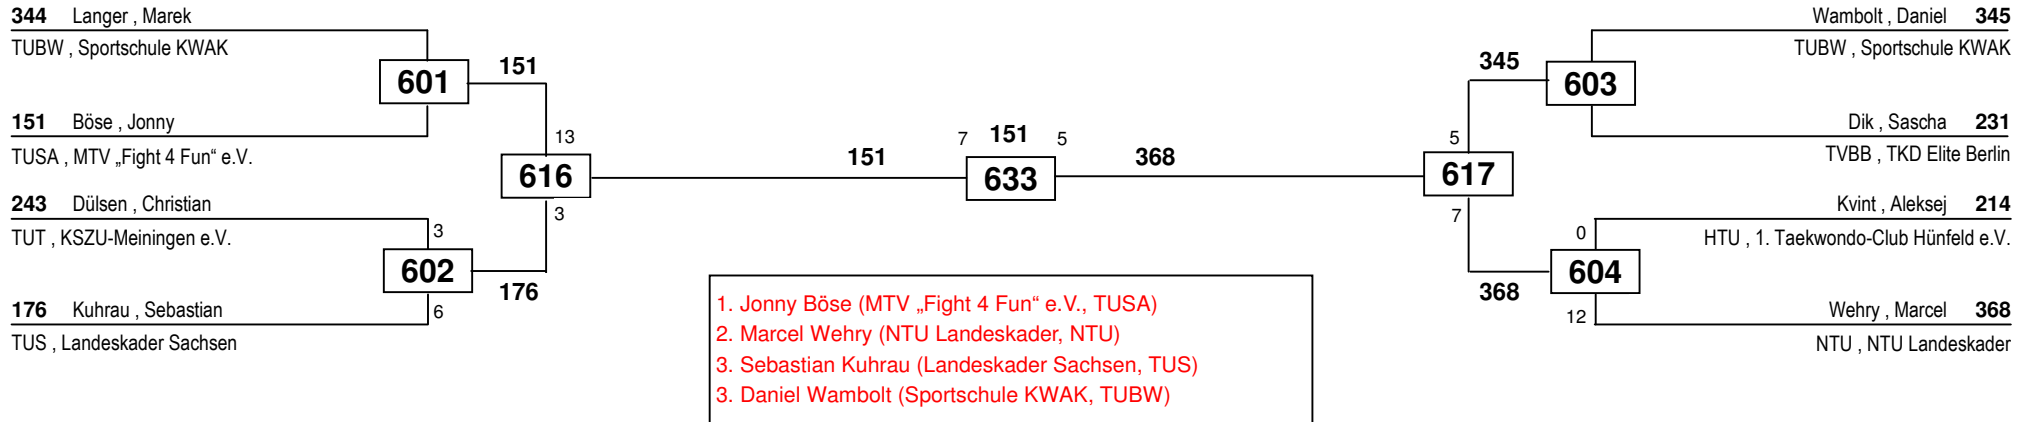 344 Langer , Marek
TUBW , Sportschule KWAK
601
151
151 Böse , Jonny
TUSA , MTV „Fight 4 Fun“ e.V.
13
616
3
243 Dülsen , Christian
TUT , KSZU-Meiningen e.V.
3
602
176
6
176 Kuhrau , Sebastian
TUS , Landeskader Sachsen
151
7 151 5
633
368
Wambolt , Daniel 345
TUBW , Sportschule KWAK
345
603
Dik , Sascha 231
TVBB , TKD Elite Berlin
5
617
7
Kvint , Aleksej 214
HTU , 1. Taekwondo-Club Hünfeld e.V.
0
604
368
12
Wehry , Marcel 368
NTU , NTU Landeskader
1. Jonny Böse (MTV „Fight 4 Fun“ e.V., TUSA)
2. Marcel Wehry (NTU Landeskader, NTU)
3. Sebastian Kuhrau (Landeskader Sachsen, TUS)
3. Daniel Wambolt (Sportschule KWAK, TUBW)